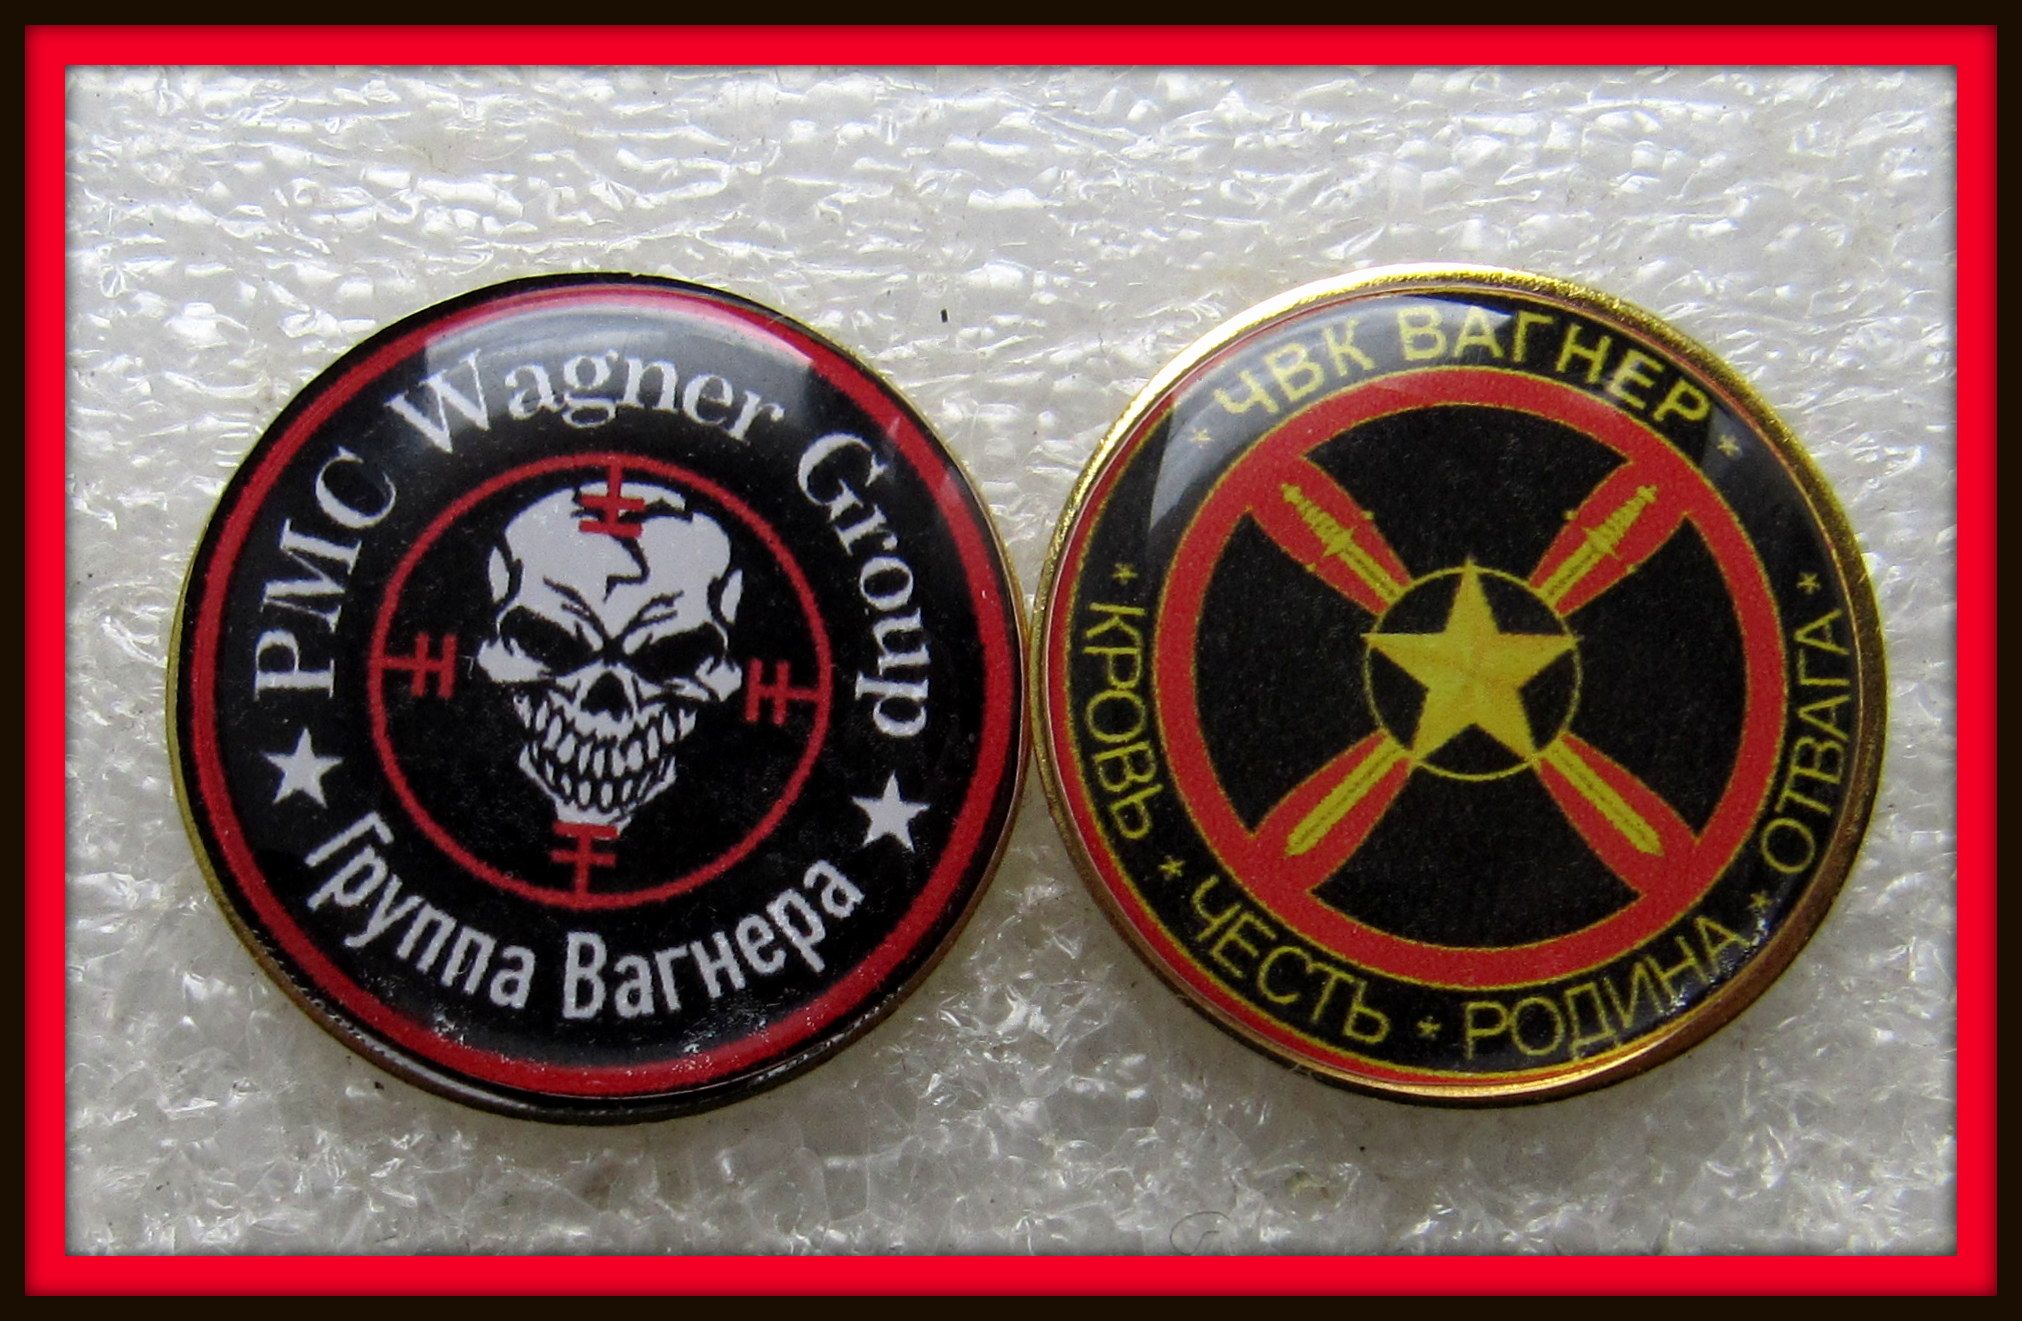 PMC Wagner Group
Группа Вагнера
ЧВК ВАГНЕР
КРОВЬ * ЧЕСТЬ * РОДИНА * ОТВАГА